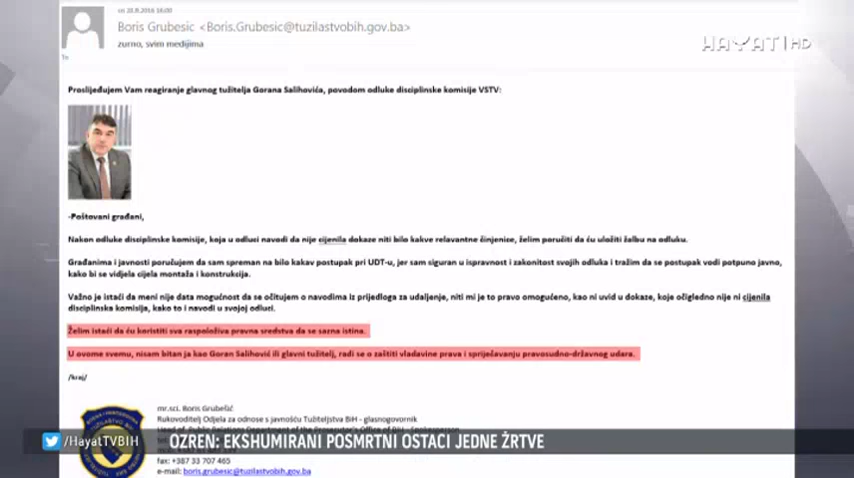 Boris Grubesic <Boris.Grubesic@tuzilastvobih.gov.ba>
zurno, svim medijima
To
HAYAT HD
Proslijeđujem Vam reagiranje glavnog tužitelja Gorana Salihovića, povodom odluke disciplinske komisije VSTV:
-Poštovani građani,
Nakon odluke disciplinske komisije, koja u odluci navodi da nije cijenila dokaze niti bilo kakve relavantne činjenice, želim poručiti da ću uložiti žalbu na odluku.
Građanima i javnosti poručujem da sam spreman na bilo kakav postupak pri UDT-u, jer sam siguran u ispravnost i zakonitost svojih odluka i tražim da se postupak vodi potpuno javno,
kako bi se vidjela cijela montaža i konstrukcija.
Važno je istaći da meni nije data mogućnost da se očitujem o navodima iz prijedloga za udaljenje, niti mi je to pravo omogućeno, kao ni uvid u dokaze, koje očigledno nije ni cijenila
disciplinska komisija, kako to i navodi u svojoj odluci.
Želim istaći da ću koristiti sva raspoloživa pravna sredstva da se sazna istina.
U ovome svemu, nisam bitan ja kao Goran Salihović ili glavni tužitelj, radi se o zaštiti vladavine prava i spriječavanju pravosudno-državnog udara.
/kraj/
mr.sci. Boris Grubešić
Rukovoditelj Odjela za odnose s javnošću Tužiteljstva BiH - glasnogovornik
/HayatTVBIH
OZREN: EKSHUMIRANI POSMRTNI OSTACI JEDNE ŽRTVE
fax: +387 33 707 465
e-mail: boris.grubesic@tuzilastvobih.gov.ba